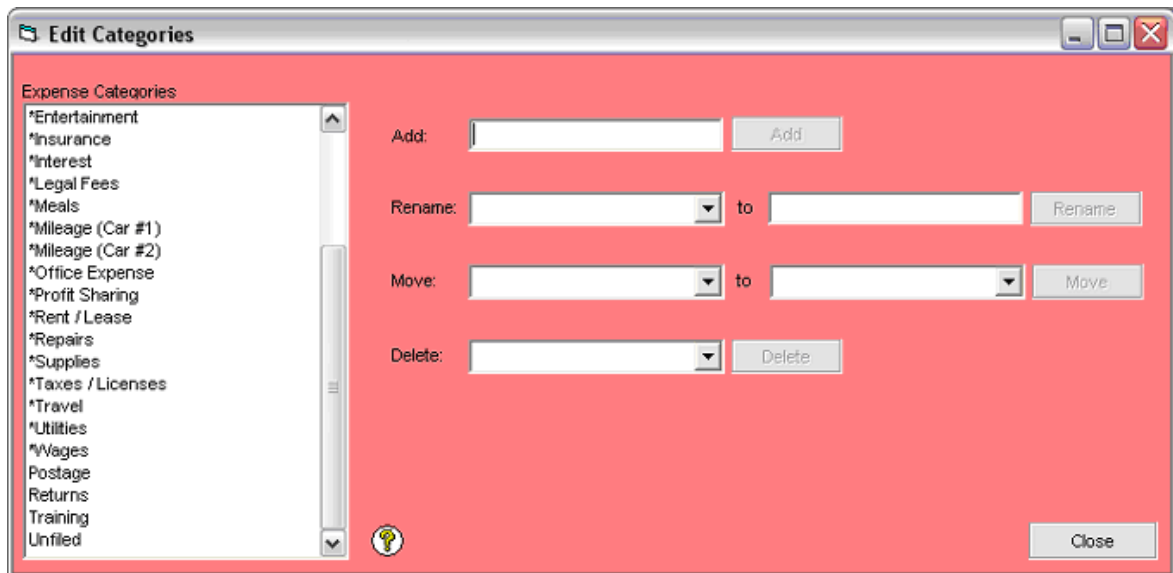 Edit Categories
Expense Categories
*Entertainment
*Insurance
*Interest
*Legal Fees
*Meals
*Mileage (Car #1)
*Mileage (Car #2)
*Office Expense
*Profit Sharing
*Rent / Lease
*Repairs
*Supplies
*Taxes / Licenses
*Travel
*Utilities
*Wages
Postage
Returns
Training
Unfiled
Add: Add
Rename: to Rename
Move: to Move
Delete: Delete
?
Close